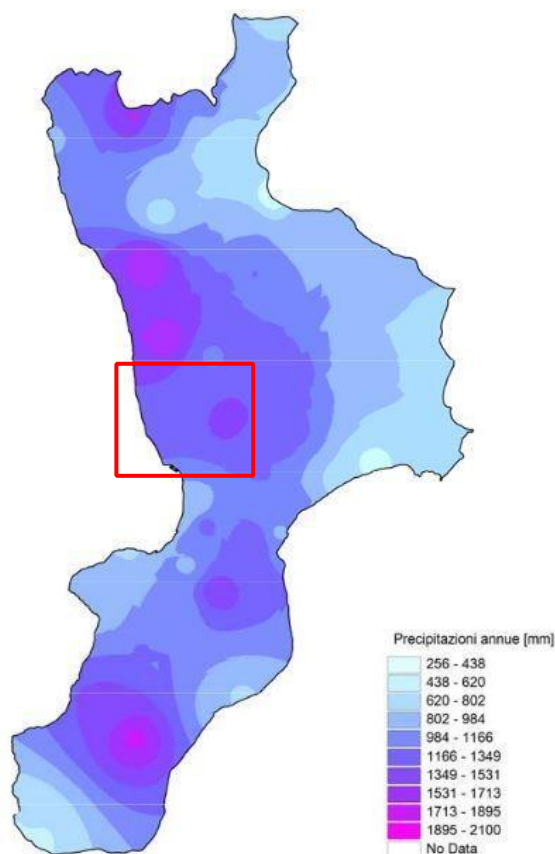 Precipitazioni annue [mm]
256 - 438
438 - 620
620 - 802
802 - 984
984 - 1166
1166 - 1349
1349 - 1531
1531 - 1713
1713 - 1895
1895 - 2100
No Data